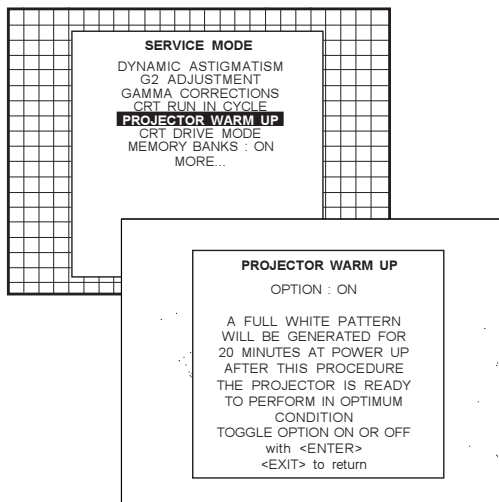 SERVICE MODE
DYNAMIC ASTIGMATISM
G2 ADJUSTMENT
GAMMA CORRECTIONS
CRT RUN IN CYCLE
PROJECTOR WARM UP
CRT DRIVE MODE
MEMORY BANKS : ON
MORE...
PROJECTOR WARM UP
OPTION : ON
A FULL WHITE PATTERN
WILL BE GENERATED FOR
20 MINUTES AT POWER UP
AFTER THIS PROCEDURE
THE PROJECTOR IS READY
TO PERFORM IN OPTIMUM
CONDITION
TOGGLE OPTION ON OR OFF
with <ENTER>
<EXIT> to return